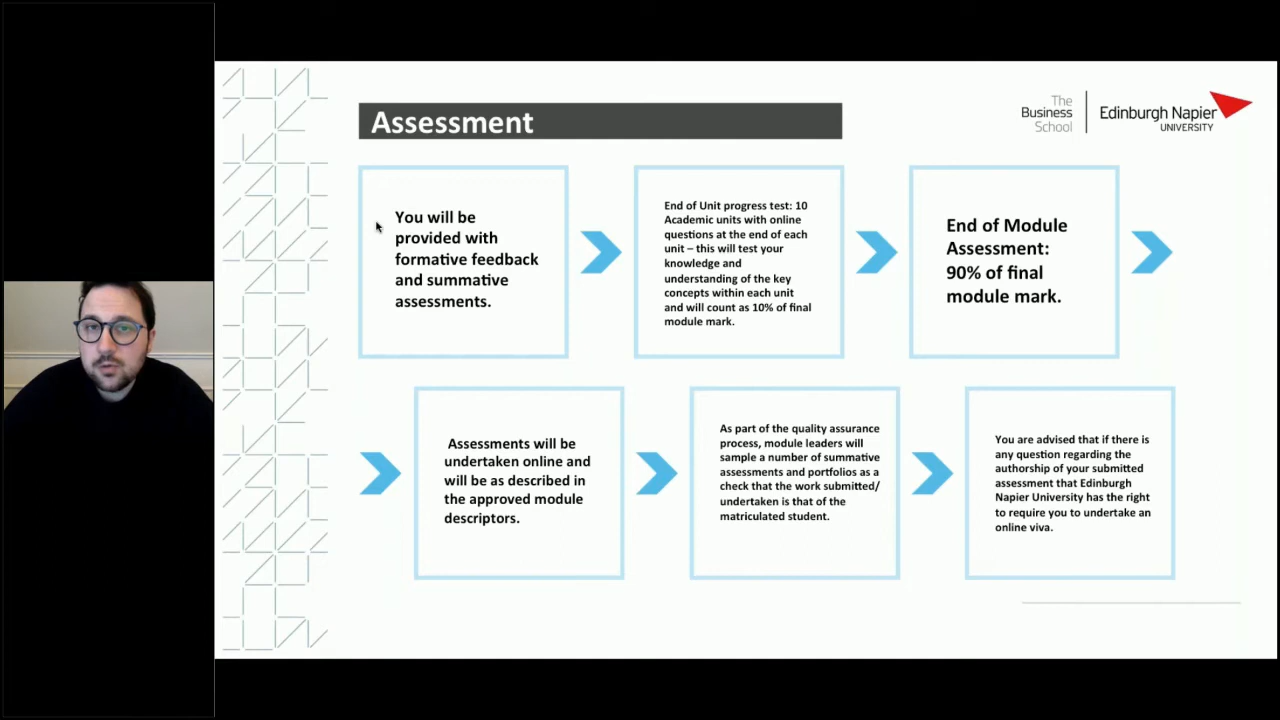 Assessment
The
Business
School
Edinburgh Napier
UNIVERSITY
You will be
provided with
formative feedback
and summative
assessments.
End of Unit progress test: 10
Academic units with online
questions at the end of each
unit – this will test your
knowledge and
understanding of the key
concepts within each unit
and will count as 10% of final
module mark.
End of Module
Assessment:
90% of final
module mark.
Assessments will be
undertaken online and
will be as described in
the approved module
descriptors.
As part of the quality assurance
process, module leaders will
sample a number of summative
assessments and portfolios as a
check that the work submitted/
undertaken is that of the
matriculated student.
You are advised that if there is
any question regarding the
authorship of your submitted
assessment that Edinburgh
Napier University has the right
to require you to undertake an
online viva.